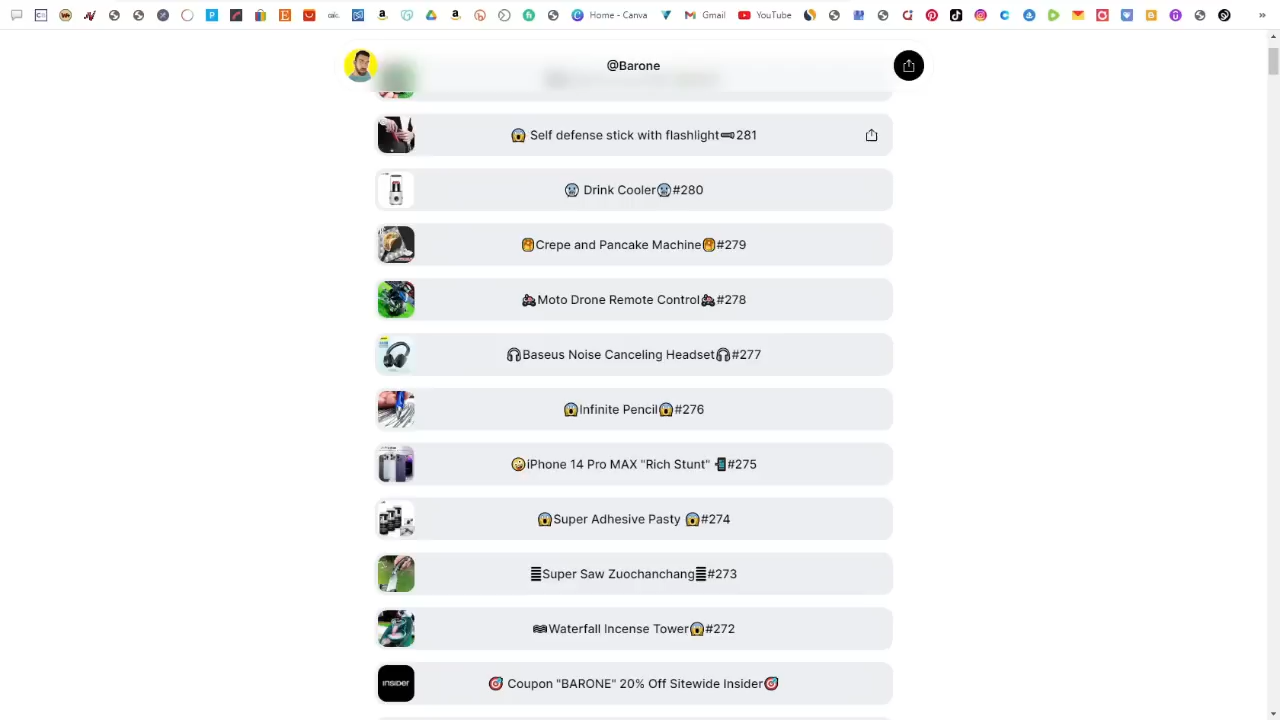 Home - Canva
Gmail
YouTube
@Barone
😱 Self defense stick with flashlight🔦281
🥶 Drink Cooler🥶#280
🥞Crepe and Pancake Machine🥞#279
🏍Moto Drone Remote Control🏍#278
🎧Baseus Noise Canceling Headset🎧#277
😱Infinite Pencil😱#276
🤪iPhone 14 Pro MAX "Rich Stunt" 📲#275
😱Super Adhesive Pasty 😱#274
Super Saw Zuochanchang#273
Waterfall Incense Tower😱#272
INSIDER
🎯 Coupon "BARONE" 20% Off Sitewide Insider🎯